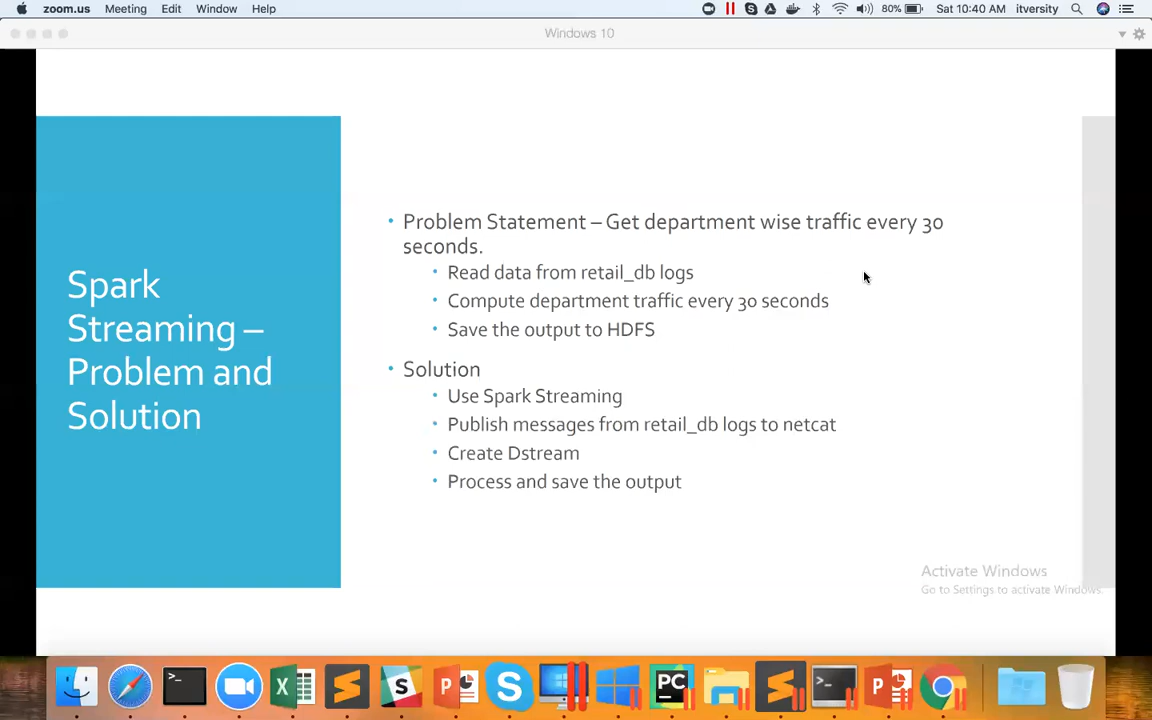 zoom.us Meeting Edit Window Help 80% Sat 10:40 AM itversity
Windows 10
Spark
Streaming –
Problem and
Solution
• Problem Statement – Get department wise traffic every 30
seconds.
• Read data from retail_db logs
• Compute department traffic every 30 seconds
• Save the output to HDFS
• Solution
• Use Spark Streaming
• Publish messages from retail_db logs to netcat
• Create Dstream
• Process and save the output
Activate Windows
Go to Settings to activate Windows.
PC